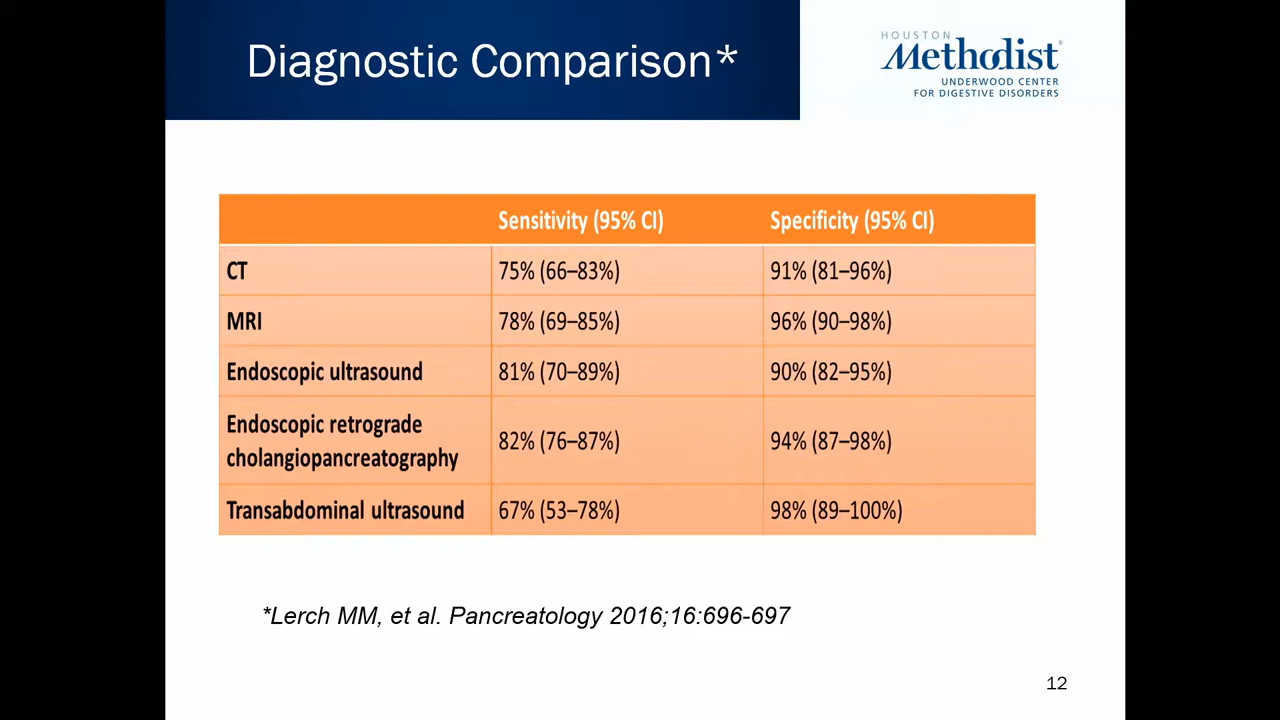 Diagnostic Comparison*
HOUSTON
Methodist®
UNDERWOOD CENTER
FOR DIGESTIVE DISORDERS
Sensitivity (95% CI) Specificity (95% CI)
CT 75% (66–83%) 91% (81–96%)
MRI 78% (69–85%) 96% (90–98%)
Endoscopic ultrasound 81% (70–89%) 90% (82–95%)
Endoscopic retrograde
cholangiopancreatography 82% (76–87%) 94% (87–98%)
Transabdominal ultrasound 67% (53–78%) 98% (89–100%)
*Lerch MM, et al. Pancreatology 2016;16:696-697
12